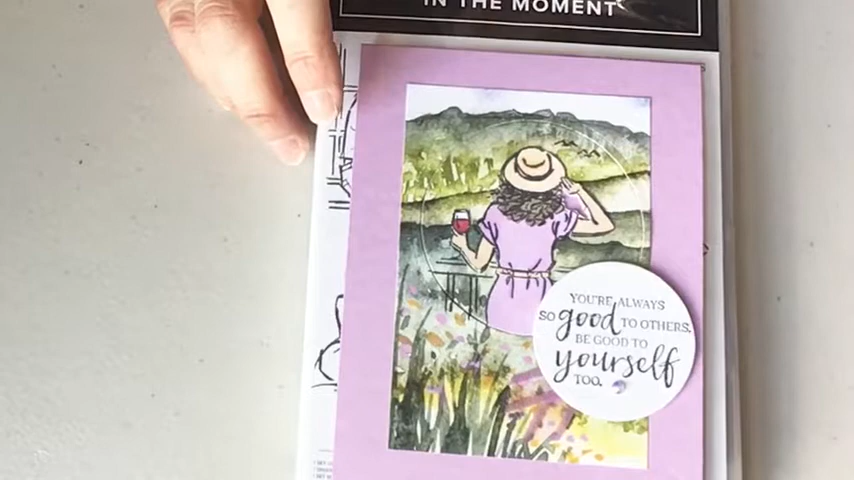 IN THE MOMENT
YOU'RE ALWAYS
SO good TO OTHERS,
BE GOOD TO
yourself
TOO.